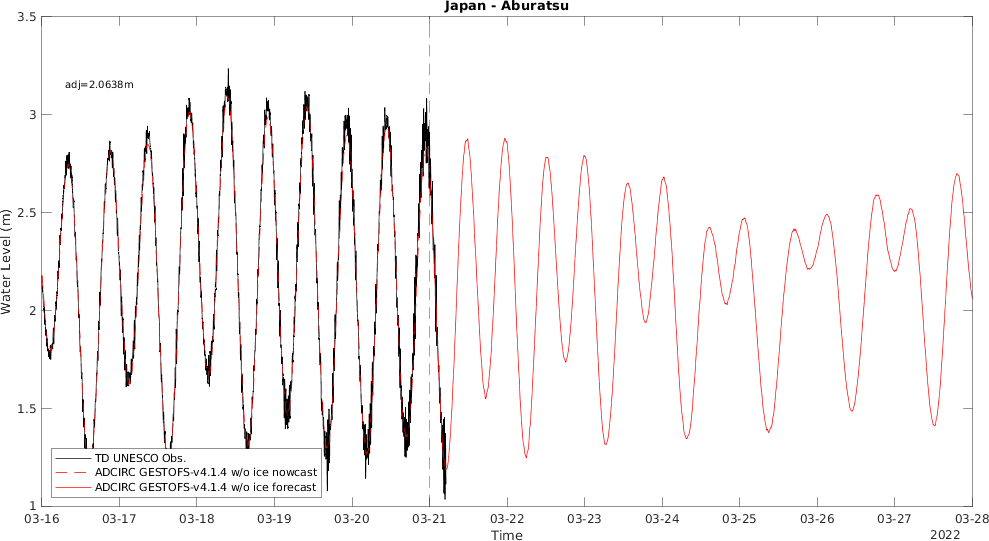 Japan - Aburatsu
3.5
3
2.5
2
1.5
1
Water Level (m)
adj=2.0638m
TD UNESCO Obs.
ADCIRC GESTOFS-v4.1.4 w/o ice nowcast
ADCIRC GESTOFS-v4.1.4 w/o ice forecast
03-16 03-17 03-18 03-19 03-20 03-21 03-22 03-23 03-24 03-25 03-26 03-27 03-28
Time
2022